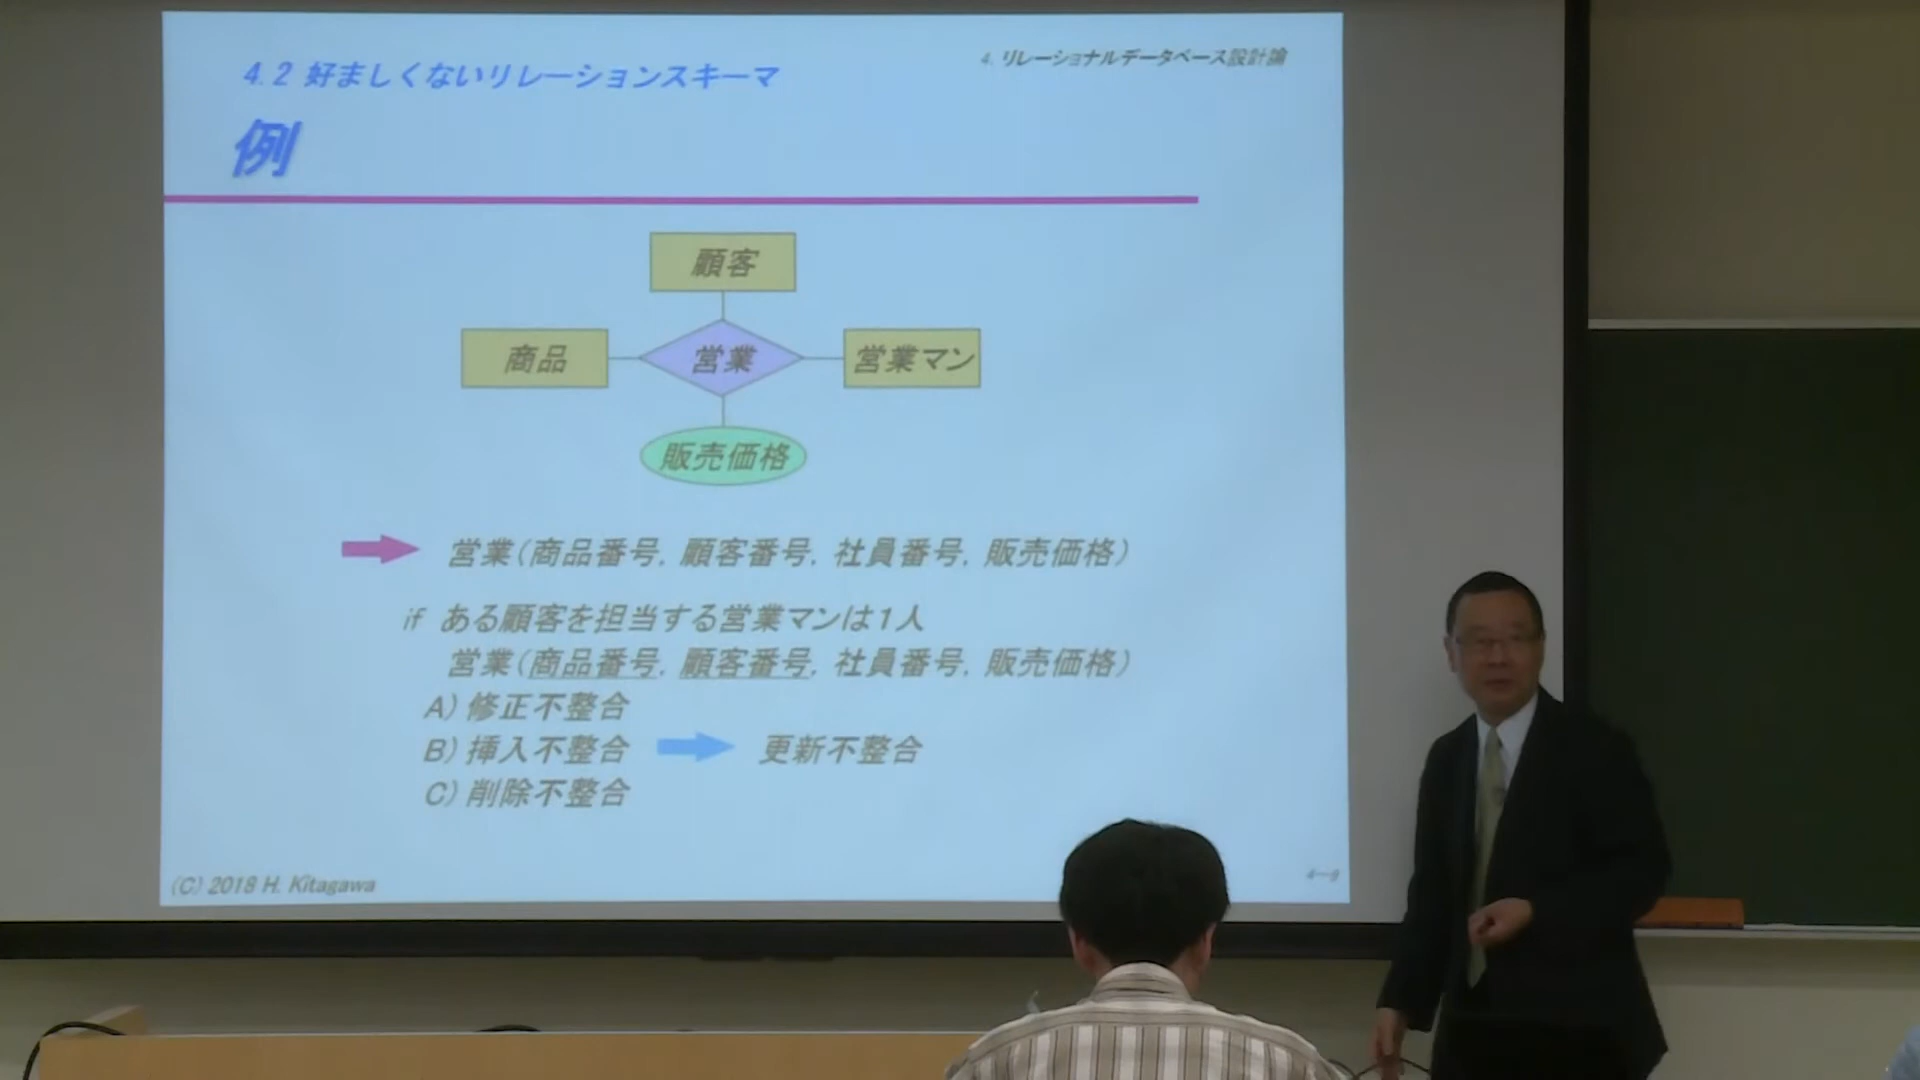 4. リレーショナルデータベース設計論
4.2 好ましくないリレーションスキーマ
例
顧客
商品
営業
営業マン
販売価格
営業(商品番号, 顧客番号, 社員番号, 販売価格)
if ある顧客を担当する営業マンは1人
営業(商品番号, 顧客番号, 社員番号, 販売価格)
A) 修正不整合
B) 挿入不整合
更新不整合
C) 削除不整合
(C) 2018 H. Kitagawa
4-9